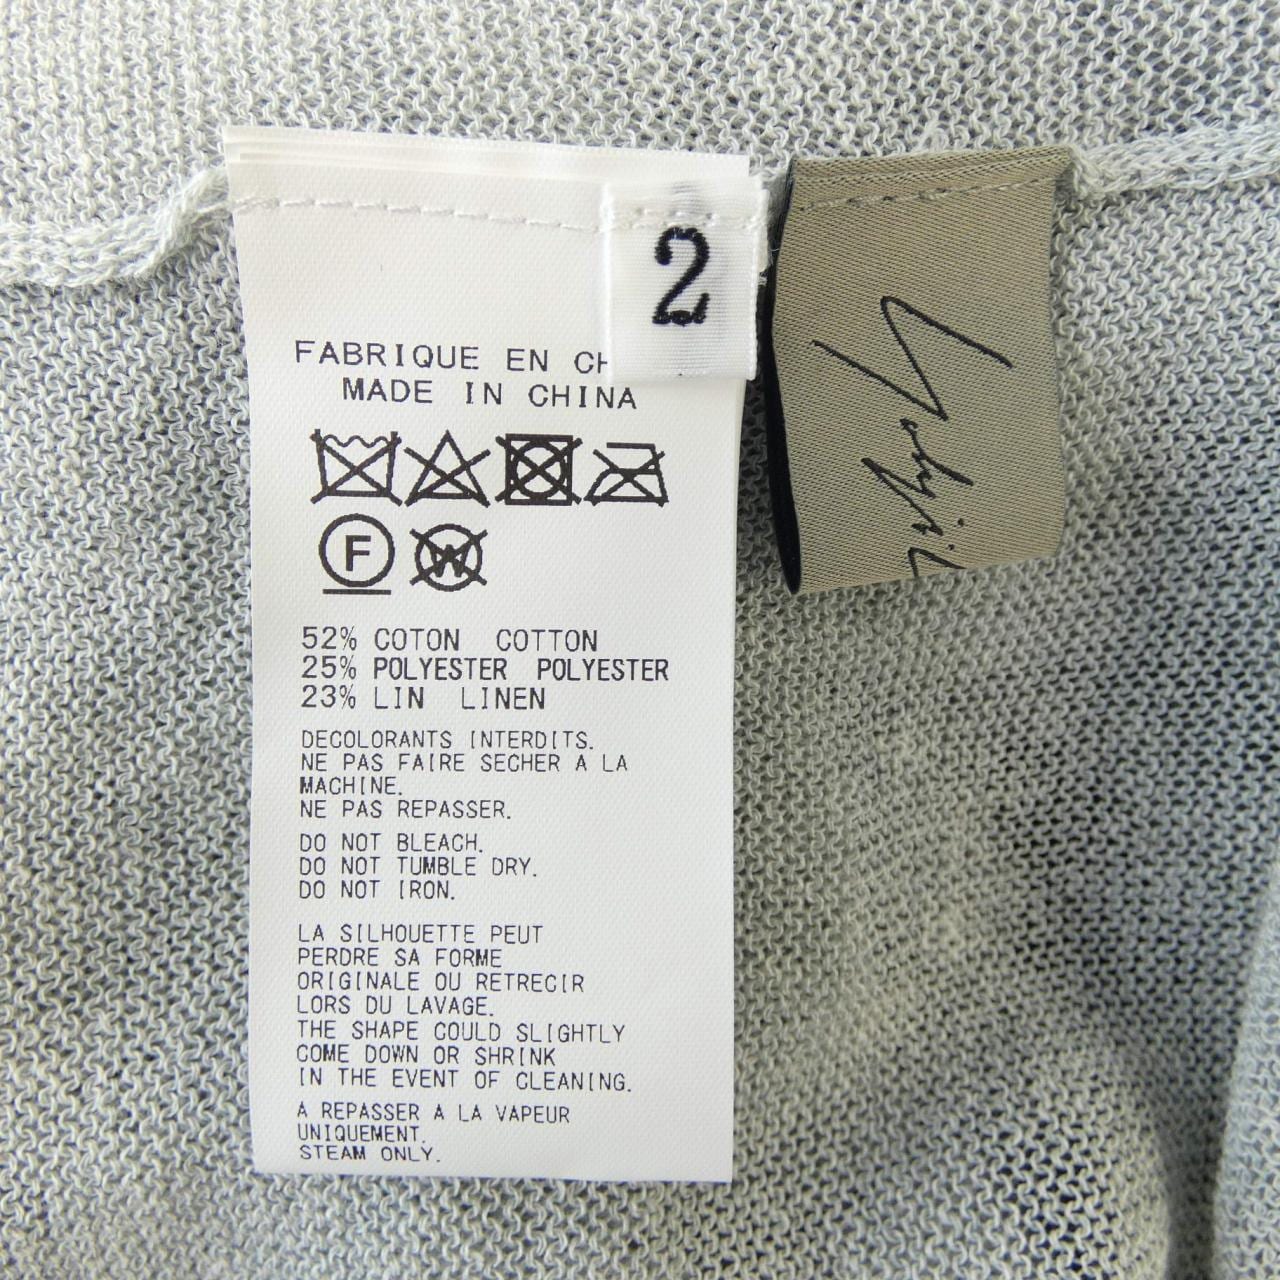 2
FABRIQUE EN
MADE IN CHINA
F
W
52% COTON COTTON
25% POLYESTER POLYESTER
23% LIN LINEN
DECOLORANTS INTERDITS.
NE PAS FAIRE SECHER A LA
MACHINE.
NE PAS REPASSER.
DO NOT BLEACH.
DO NOT TUMBLE DRY.
DO NOT IRON.
LA SILHOUETTE PEUT
PERDRE SA FORME
ORIGINALE OU RETRECIR
LORS DU LAVAGE.
THE SHAPE COULD SLIGHTLY
COME DOWN OR SHRINK
IN THE EVENT OF CLEANING.
A REPASSER A LA VAPEUR
UNIQUEMENT.
STEAM ONLY.